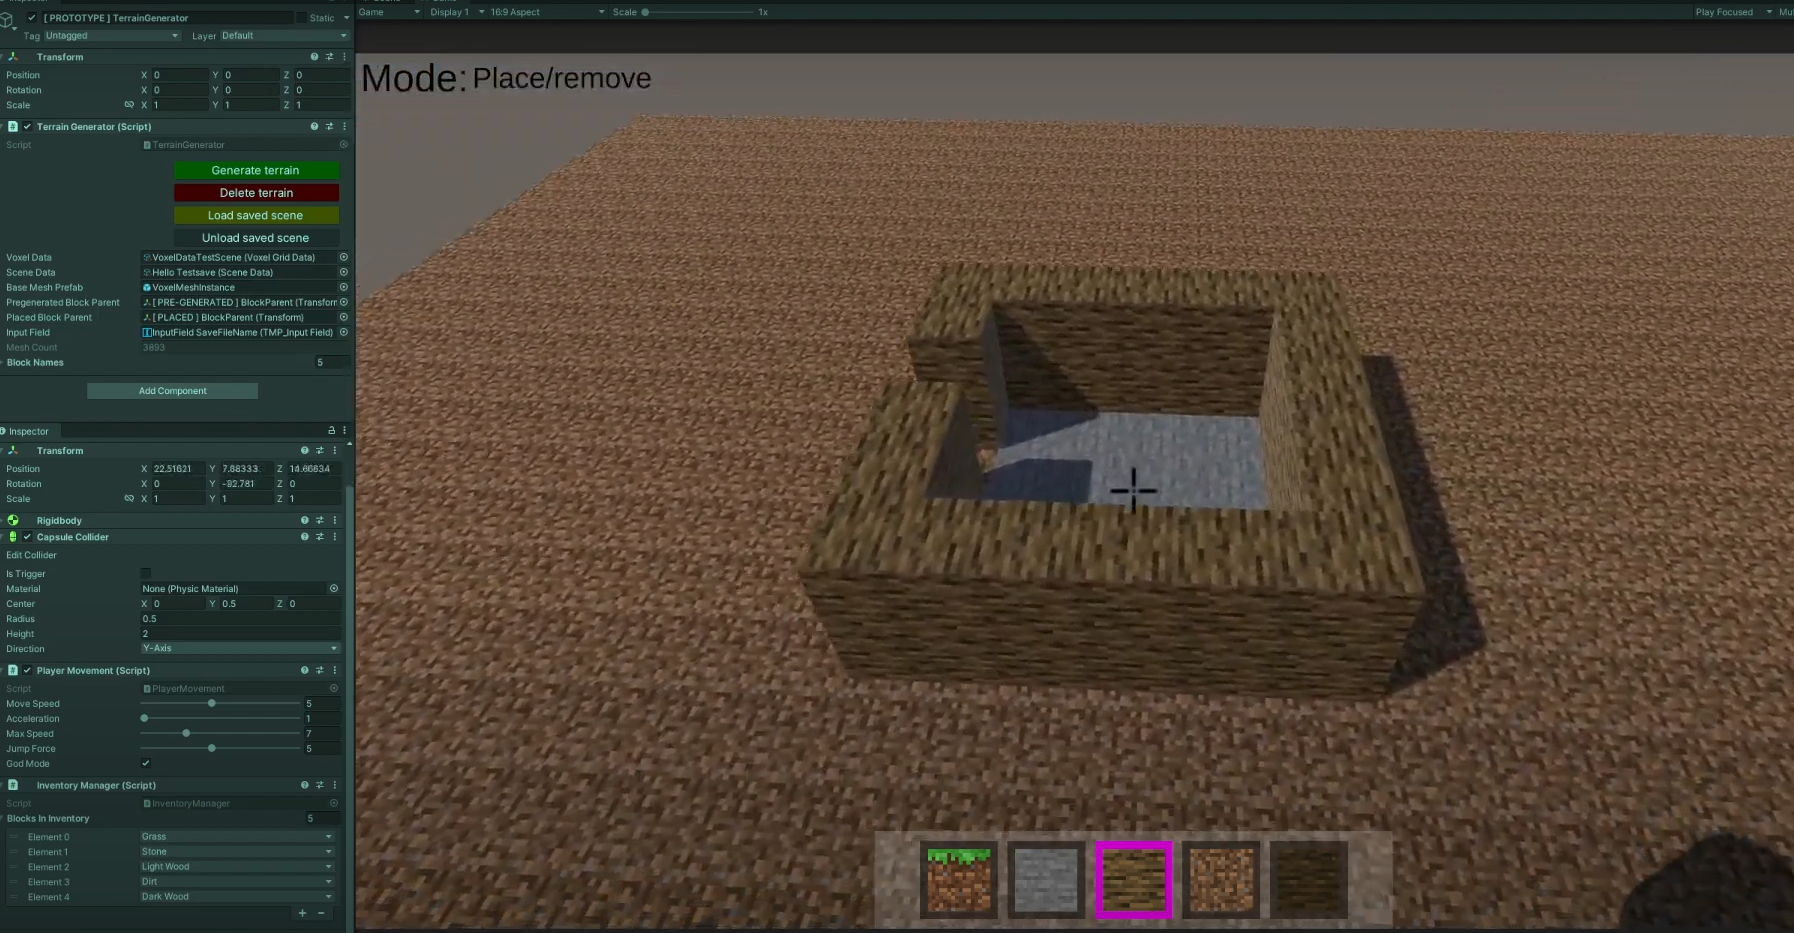 [ PROTOTYPE ] TerrainGenerator Static
Tag Untagged Layer Default
Transform
Position X 0 Y 0 Z 0
Rotation X 0 Y 0 Z 0
Scale X 1 Y 1 Z 1
Terrain Generator (Script)
Script TerrainGenerator
Generate terrain
Delete terrain
Load saved scene
Unload saved scene
Voxel Data VoxelDataTestScene (Voxel Grid Data)
Scene Data Hello Testsave (Scene Data)
Base Mesh Prefab VoxelMeshInstance
Pregenerated Block Parent [ PRE-GENERATED ] BlockParent (Transform
Placed Block Parent [ PLACED ] BlockParent (Transform)
Input Field InputField SaveFileName (TMP_Input Field)
Mesh Count 3893
Block Names 5
Add Component
Inspector
Transform
Position X 22.51621 Y 7.88333 Z 14.66634
Rotation X 0 Y -92.781 Z 0
Scale X 1 Y 1 Z 1
Rigidbody
Capsule Collider
Edit Collider
Is Trigger
Material None (Physic Material)
Center X 0 Y 0.5 Z 0
Radius 0.5
Height 2
Direction Y-Axis
Player Movement (Script)
Script PlayerMovement
Move Speed 5
Acceleration 1
Max Speed 7
Jump Force 5
God Mode
Inventory Manager (Script)
Script InventoryManager
Blocks In Inventory 5
Element 0 Grass
Element 1 Stone
Element 2 Light Wood
Element 3 Dirt
Element 4 Dark Wood
Game Display 1 16:9 Aspect Scale 1x Play Focused
Mode: Place/remove